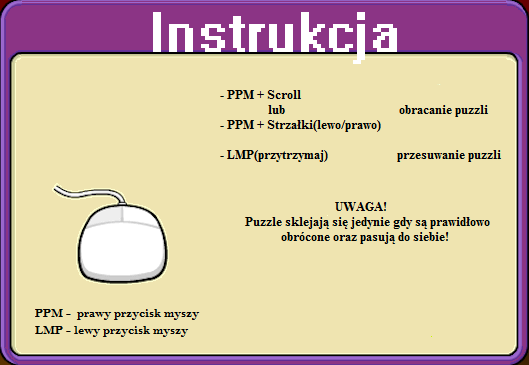 Instrukcja
- PPM + Scroll
lub obracanie puzzli
- PPM + Strzałki(lewo/prawo)
- LMP(przytrzymaj) przesuwanie puzzli
UWAGA!
Puzzle sklejają się jedynie gdy są prawidłowo
obrócone oraz pasują do siebie!
PPM - prawy przycisk myszy
LMP - lewy przycisk myszy